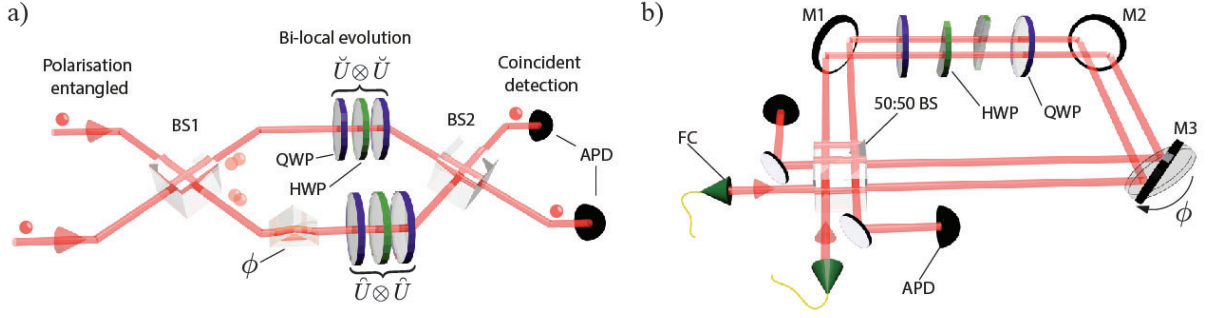 a)
Bi-local evolution
Ŭ ⊗ Ŭ
Polarisation
entangled
Coincident
detection
BS1
BS2
QWP
HWP
APD
ϕ
Û ⊗ Û
b)
M1
M2
50:50 BS
HWP
QWP
FC
M3
ϕ
APD